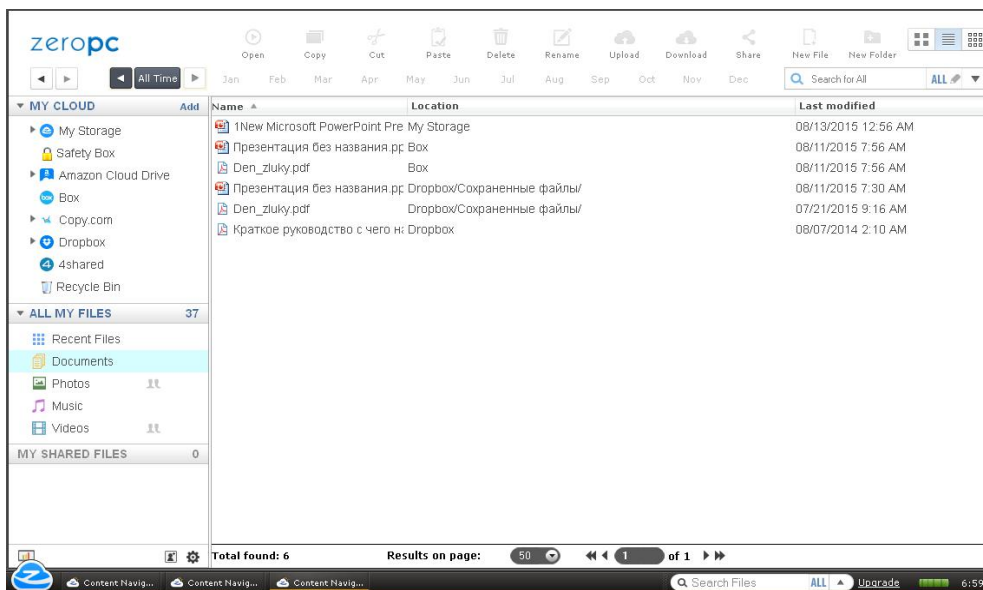 zeropc
Open Copy Cut Paste Delete Rename Upload Download Share New File New Folder
All Time Jan Feb Mar Apr May Jun Jul Aug Sep Oct Nov Dec Search for All ALL
MY CLOUD Add
My Storage
Safety Box
Amazon Cloud Drive
Box
Copy.com
Dropbox
4shared
Recycle Bin
ALL MY FILES 37
Recent Files
Documents
Photos
Music
Videos
MY SHARED FILES 0
Name Location Last modified
1New Microsoft PowerPoint Pre My Storage 08/13/2015 12:56 AM
Презентация без названия.pp Box 08/11/2015 7:56 AM
Den_zluky.pdf Box 08/11/2015 7:56 AM
Презентация без названия.pp Dropbox/Сохраненные файлы/ 08/11/2015 7:30 AM
Den_zluky.pdf Dropbox/Сохраненные файлы/ 07/21/2015 9:16 AM
Краткое руководство с чего на Dropbox 08/07/2014 2:10 AM
Total found: 6 Results on page: 50 1 of 1
Content Navig... Content Navig... Content Navig... Search Files ALL Upgrade 6:59